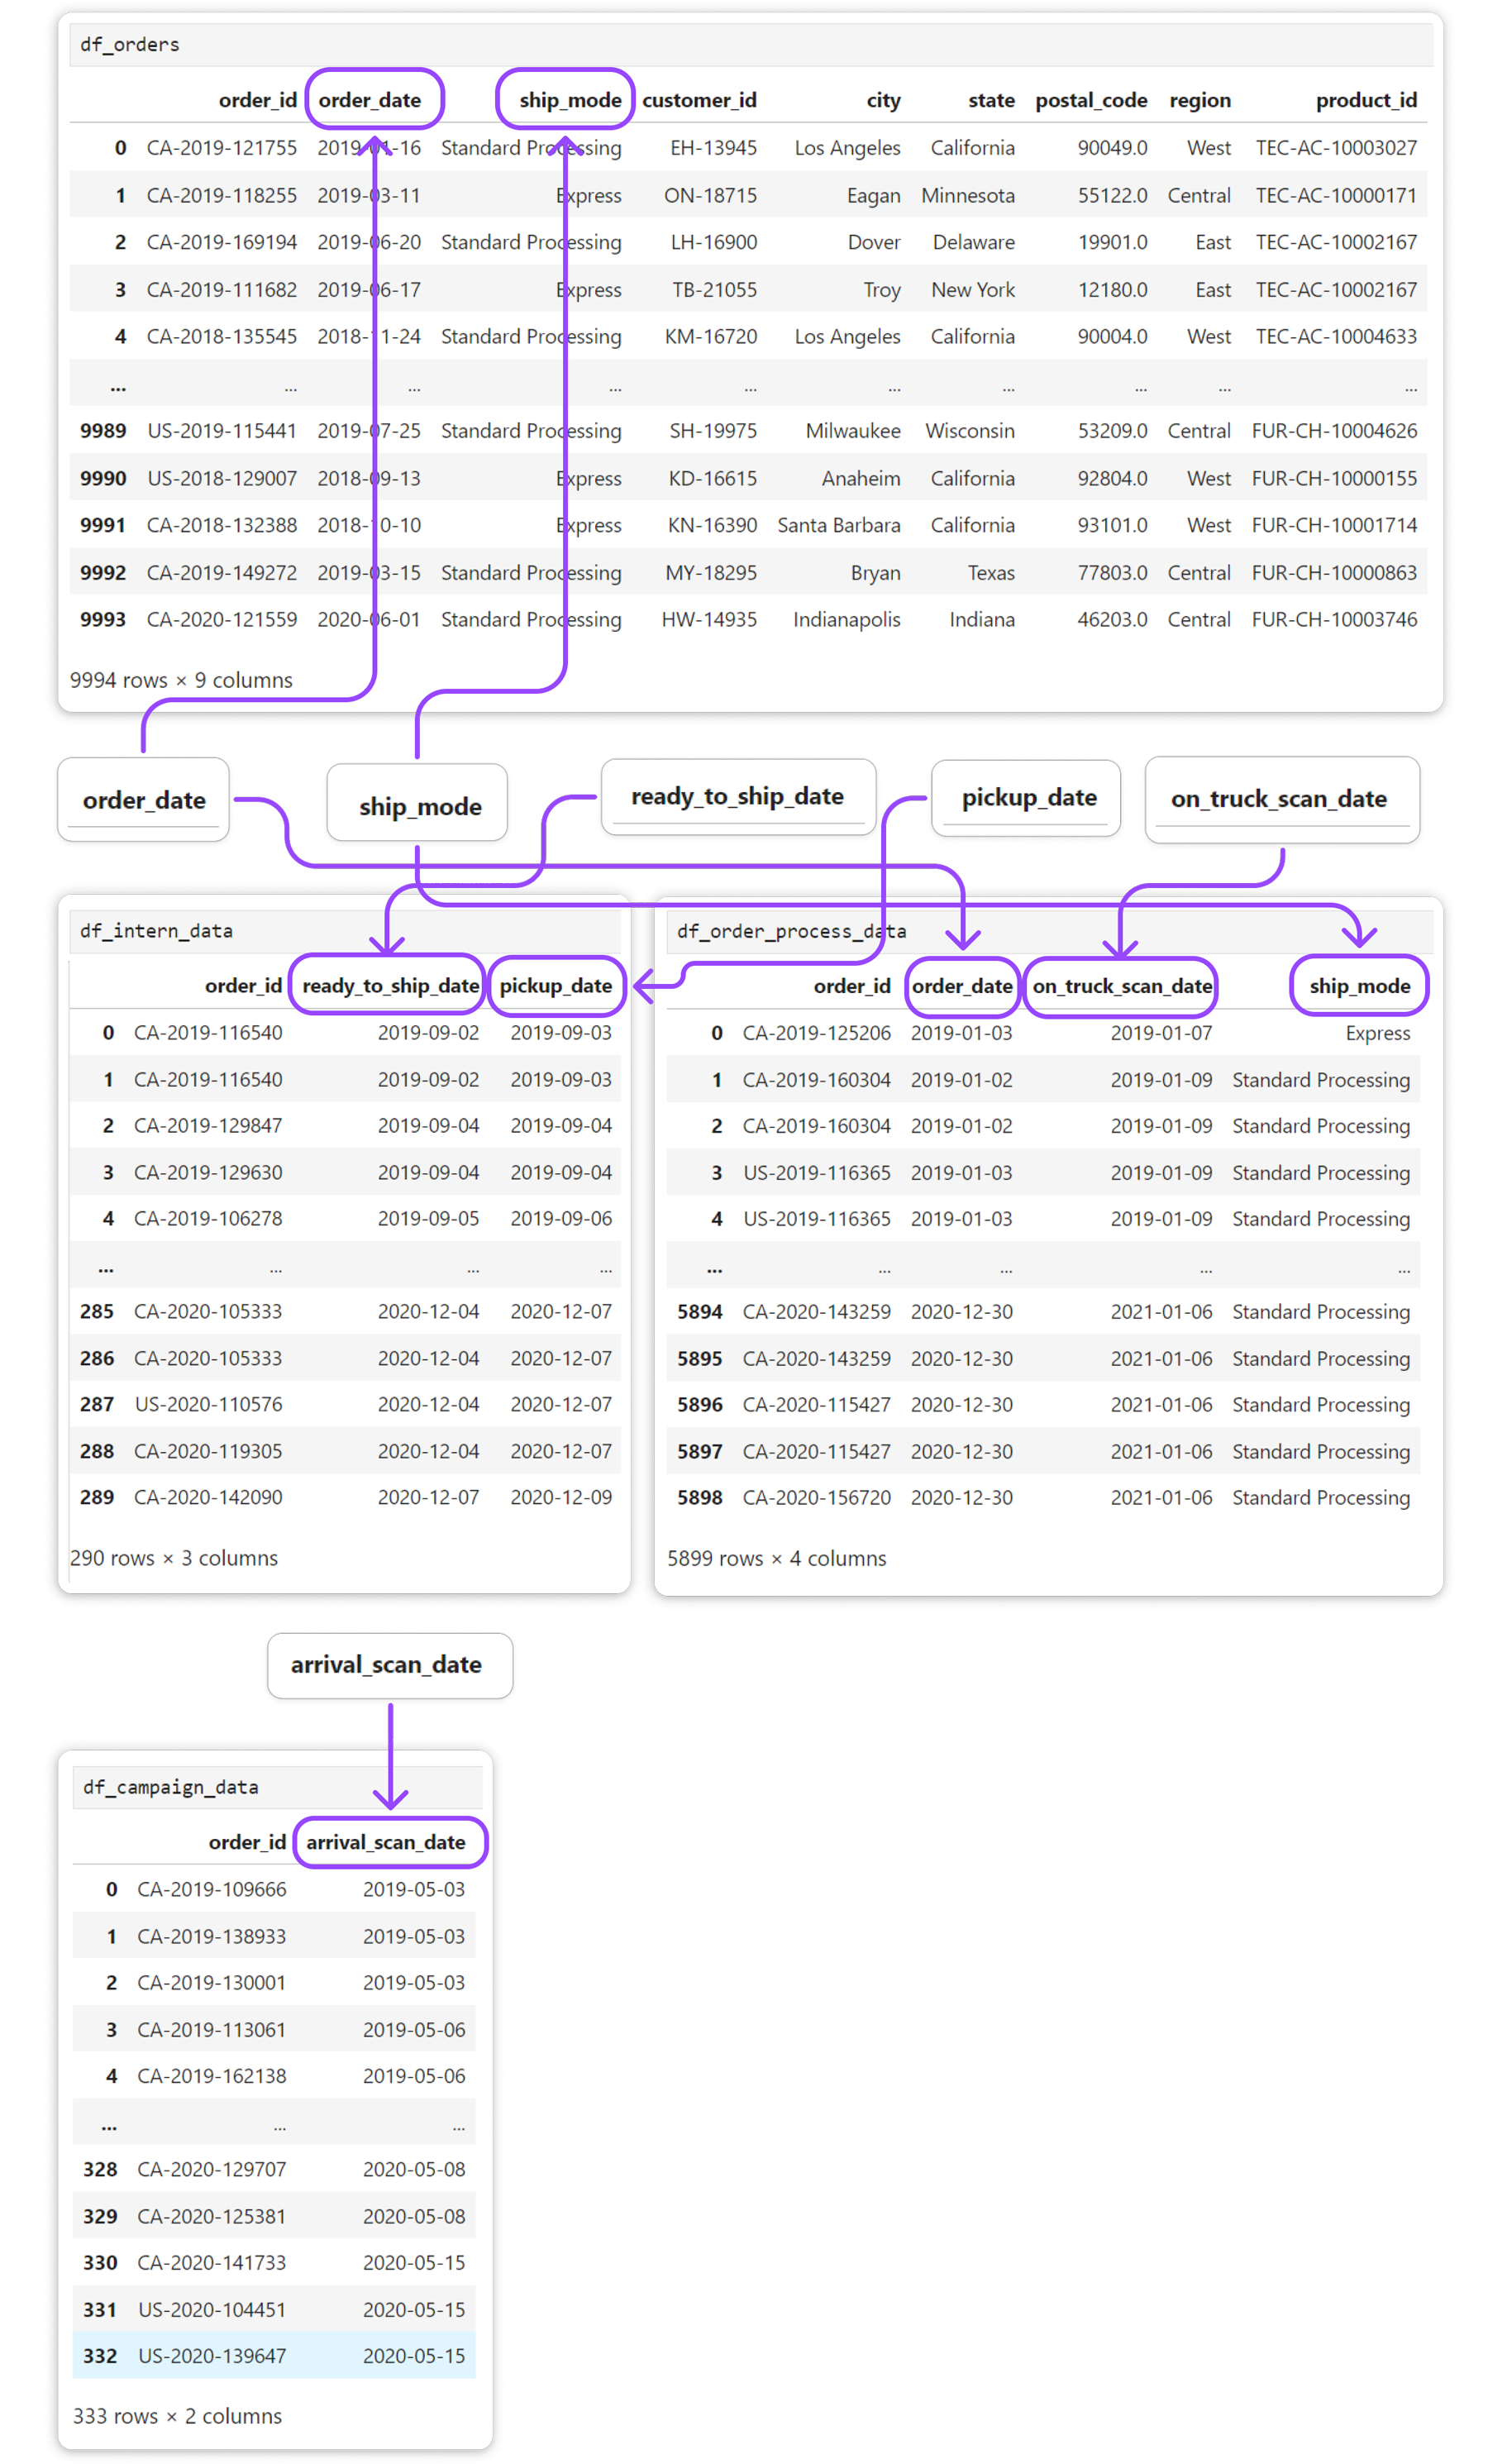 df_orders
order_id order_date ship_mode customer_id city state postal_code region product_id
0 CA-2019-121755 2019-01-16 Standard Processing EH-13945 Los Angeles California 90049.0 West TEC-AC-10003027
1 CA-2019-118255 2019-03-11 Express ON-18715 Eagan Minnesota 55122.0 Central TEC-AC-10000171
2 CA-2019-169194 2019-06-20 Standard Processing LH-16900 Dover Delaware 19901.0 East TEC-AC-10002167
3 CA-2019-111682 2019-06-17 Express TB-21055 Troy New York 12180.0 East TEC-AC-10002167
4 CA-2018-135545 2018-11-24 Standard Processing KM-16720 Los Angeles California 90004.0 West TEC-AC-10004633
... ... ... ... ... ... ... ... ... ...
9989 US-2019-115441 2019-07-25 Standard Processing SH-19975 Milwaukee Wisconsin 53209.0 Central FUR-CH-10004626
9990 US-2018-129007 2018-09-13 Express KD-16615 Anaheim California 92804.0 West FUR-CH-10000155
9991 CA-2018-132388 2018-10-10 Express KN-16390 Santa Barbara California 93101.0 West FUR-CH-10001714
9992 CA-2019-149272 2019-03-15 Standard Processing MY-18295 Bryan Texas 77803.0 Central FUR-CH-10000863
9993 CA-2020-121559 2020-06-01 Standard Processing HW-14935 Indianapolis Indiana 46203.0 Central FUR-CH-10003746
9994 rows × 9 columns
order_date ship_mode ready_to_ship_date pickup_date on_truck_scan_date
df_intern_data
order_id ready_to_ship_date pickup_date
0 CA-2019-116540 2019-09-02 2019-09-03
1 CA-2019-116540 2019-09-02 2019-09-03
2 CA-2019-129847 2019-09-04 2019-09-04
3 CA-2019-129630 2019-09-04 2019-09-04
4 CA-2019-106278 2019-09-05 2019-09-06
... ... ... ...
285 CA-2020-105333 2020-12-04 2020-12-07
286 CA-2020-105333 2020-12-04 2020-12-07
287 US-2020-110576 2020-12-04 2020-12-07
288 CA-2020-119305 2020-12-04 2020-12-07
289 CA-2020-142090 2020-12-07 2020-12-09
290 rows × 3 columns
df_order_process_data
order_id order_date on_truck_scan_date ship_mode
0 CA-2019-125206 2019-01-03 2019-01-07 Express
1 CA-2019-160304 2019-01-02 2019-01-09 Standard Processing
2 CA-2019-160304 2019-01-02 2019-01-09 Standard Processing
3 US-2019-116365 2019-01-03 2019-01-09 Standard Processing
4 US-2019-116365 2019-01-03 2019-01-09 Standard Processing
... ... ... ... ...
5894 CA-2020-143259 2020-12-30 2021-01-06 Standard Processing
5895 CA-2020-143259 2020-12-30 2021-01-06 Standard Processing
5896 CA-2020-115427 2020-12-30 2021-01-06 Standard Processing
5897 CA-2020-115427 2020-12-30 2021-01-06 Standard Processing
5898 CA-2020-156720 2020-12-30 2021-01-06 Standard Processing
5899 rows × 4 columns
arrival_scan_date
df_campaign_data
order_id arrival_scan_date
0 CA-2019-109666 2019-05-03
1 CA-2019-138933 2019-05-03
2 CA-2019-130001 2019-05-03
3 CA-2019-113061 2019-05-06
4 CA-2019-162138 2019-05-06
... ... ...
328 CA-2020-129707 2020-05-08
329 CA-2020-125381 2020-05-08
330 CA-2020-141733 2020-05-15
331 US-2020-104451 2020-05-15
332 US-2020-139647 2020-05-15
333 rows × 2 columns